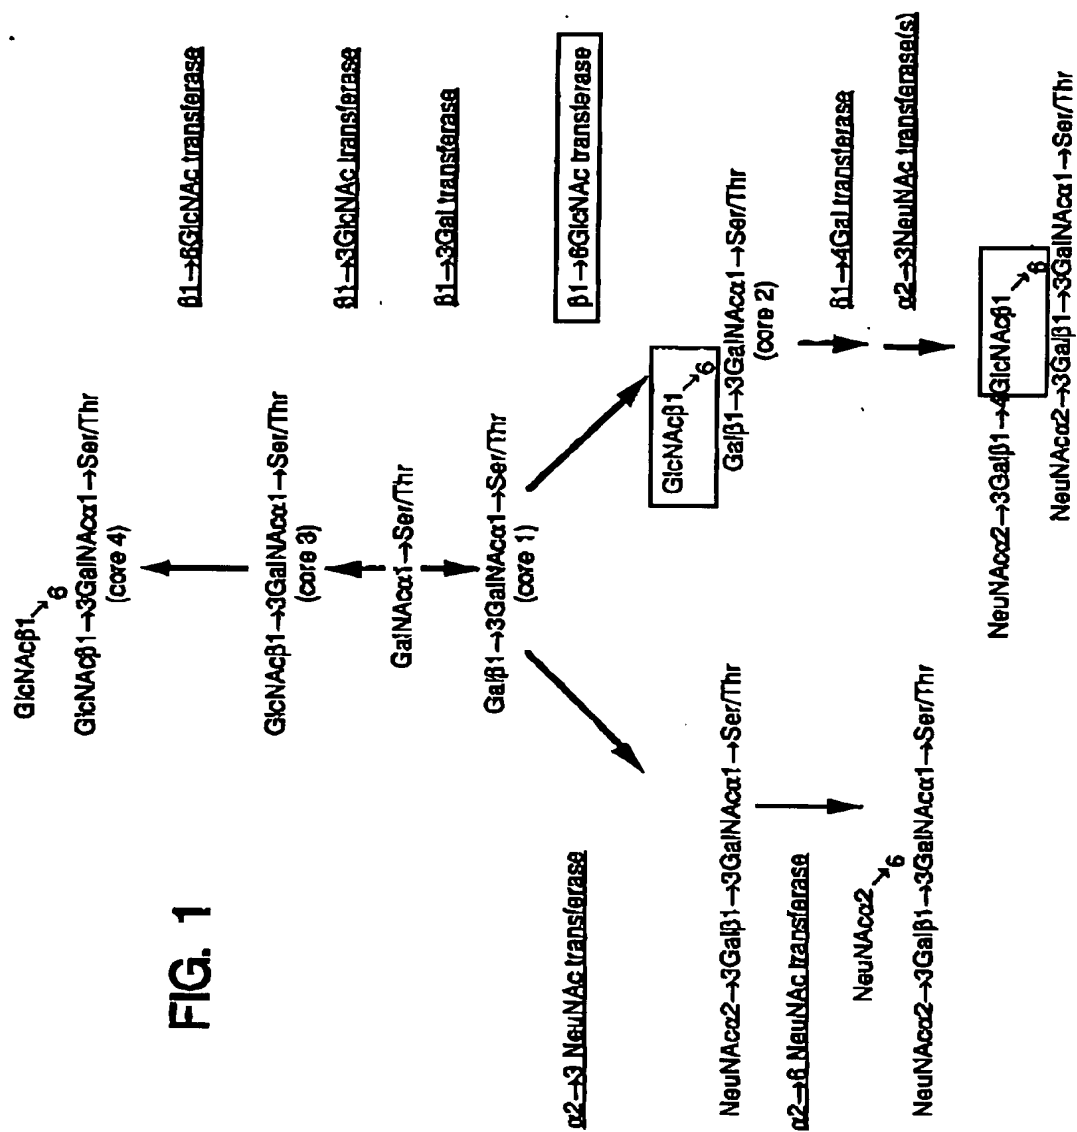 GlcNAcβ1
→6
GlcNAcβ1→3GalNAcα1→Ser/Thr
(core 4)
FIG. 1
β1→6GlcNAc transferase
GlcNAcβ1→3GalNAcα1→Ser/Thr
(core 3)
β1→3GlcNAc transferase
GalNAcα1→Ser/Thr
β1→3Gal transferase
Galβ1→3GalNAcα1→Ser/Thr
(core 1)
α2→3 NeuNAc transferase
β1→6GlcNAc transferase
NeuNAcα2→3Galβ1→3GalNAcα1→Ser/Thr
GlcNAcβ1
→6
Galβ1→3GalNAcα1→Ser/Thr
(core 2)
α2→6 NeuNAc transferase
β1→4Gal transferase
α2→3NeuNAc transferase(s)
NeuNAcα2
→6
NeuNAcα2→3Galβ1→3GalNAcα1→Ser/Thr
NeuNAcα2→3Galβ1→4GlcNAcβ1
→6
NeuNAcα2→3Galβ1→3GalNAcα1→Ser/Thr